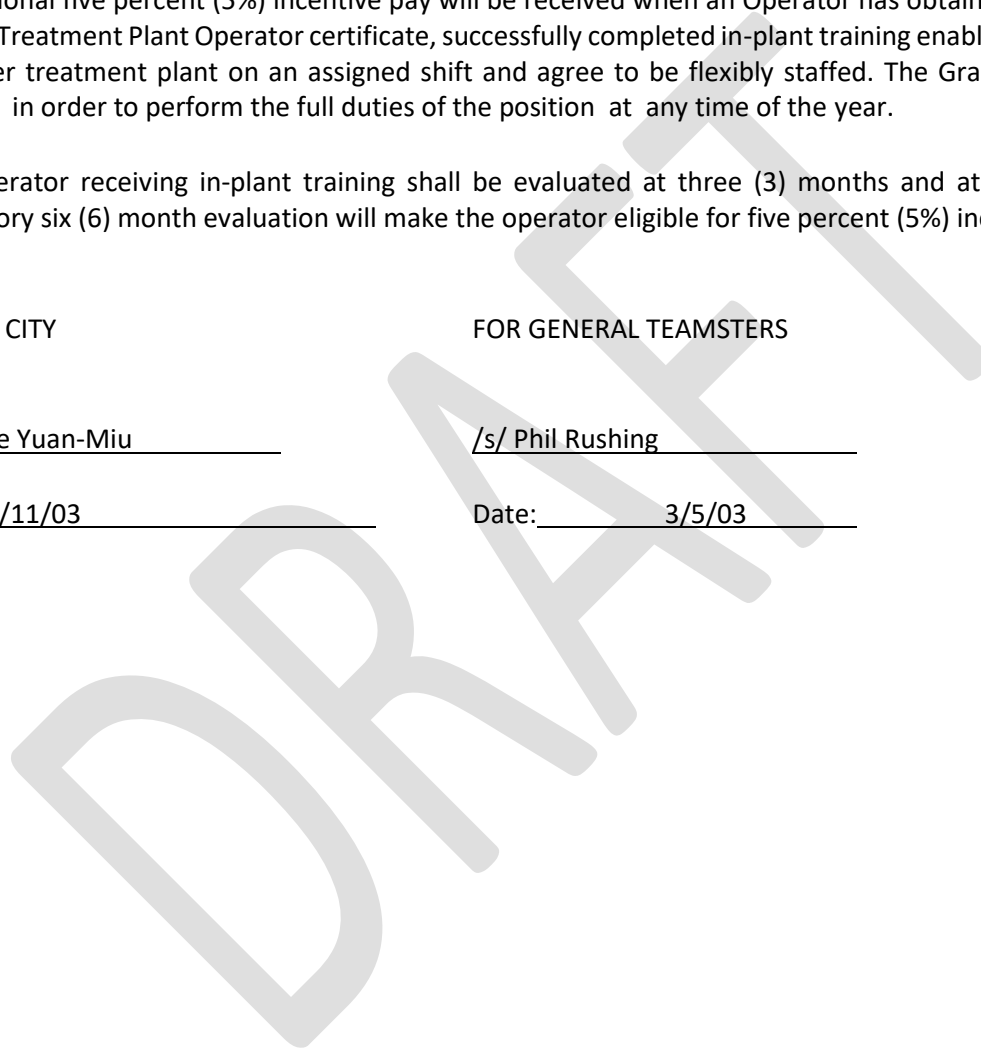 ional five percent (5%) incentive pay will be received when an Operator has obtain
Treatment Plant Operator certificate, successfully completed in-plant training enabl
er treatment plant on an assigned shift and agree to be flexibly staffed. The Gra
in order to perform the full duties of the position at any time of the year.
erator receiving in-plant training shall be evaluated at three (3) months and at
ory six (6) month evaluation will make the operator eligible for five percent (5%) in
CITY FOR GENERAL TEAMSTERS
e Yuan-Miu /s/ Phil Rushing
/11/03 Date: 3/5/03
DRAFT